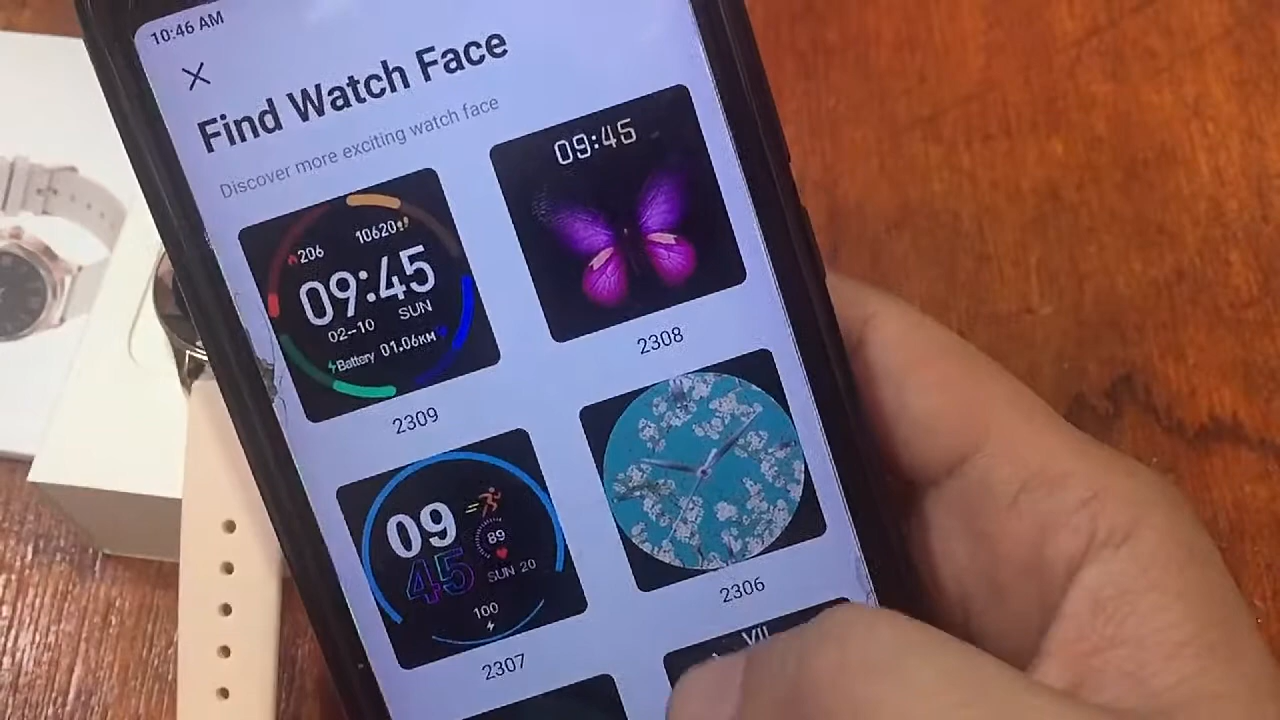 10:46 AM
Find Watch Face
Discover more exciting watch face
206
10620
09:45
02-10 SUN
Battery 01.06KM
2309
09:45
2308
09
45
89
SUN 20
100
2307
2306
VII